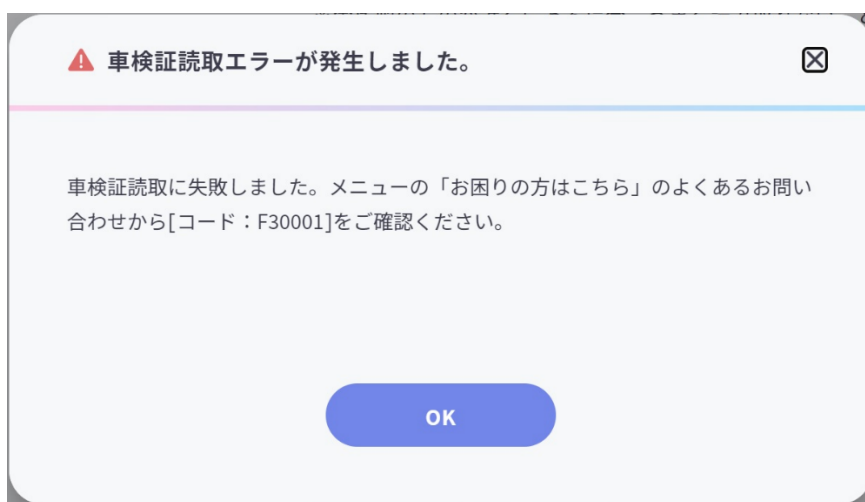 車検証読取エラーが発生しました。
車検証読取に失敗しました。メニューの「お困りの方はこちら」のよくあるお問い
合わせから[コード：F30001]をご確認ください。
OK